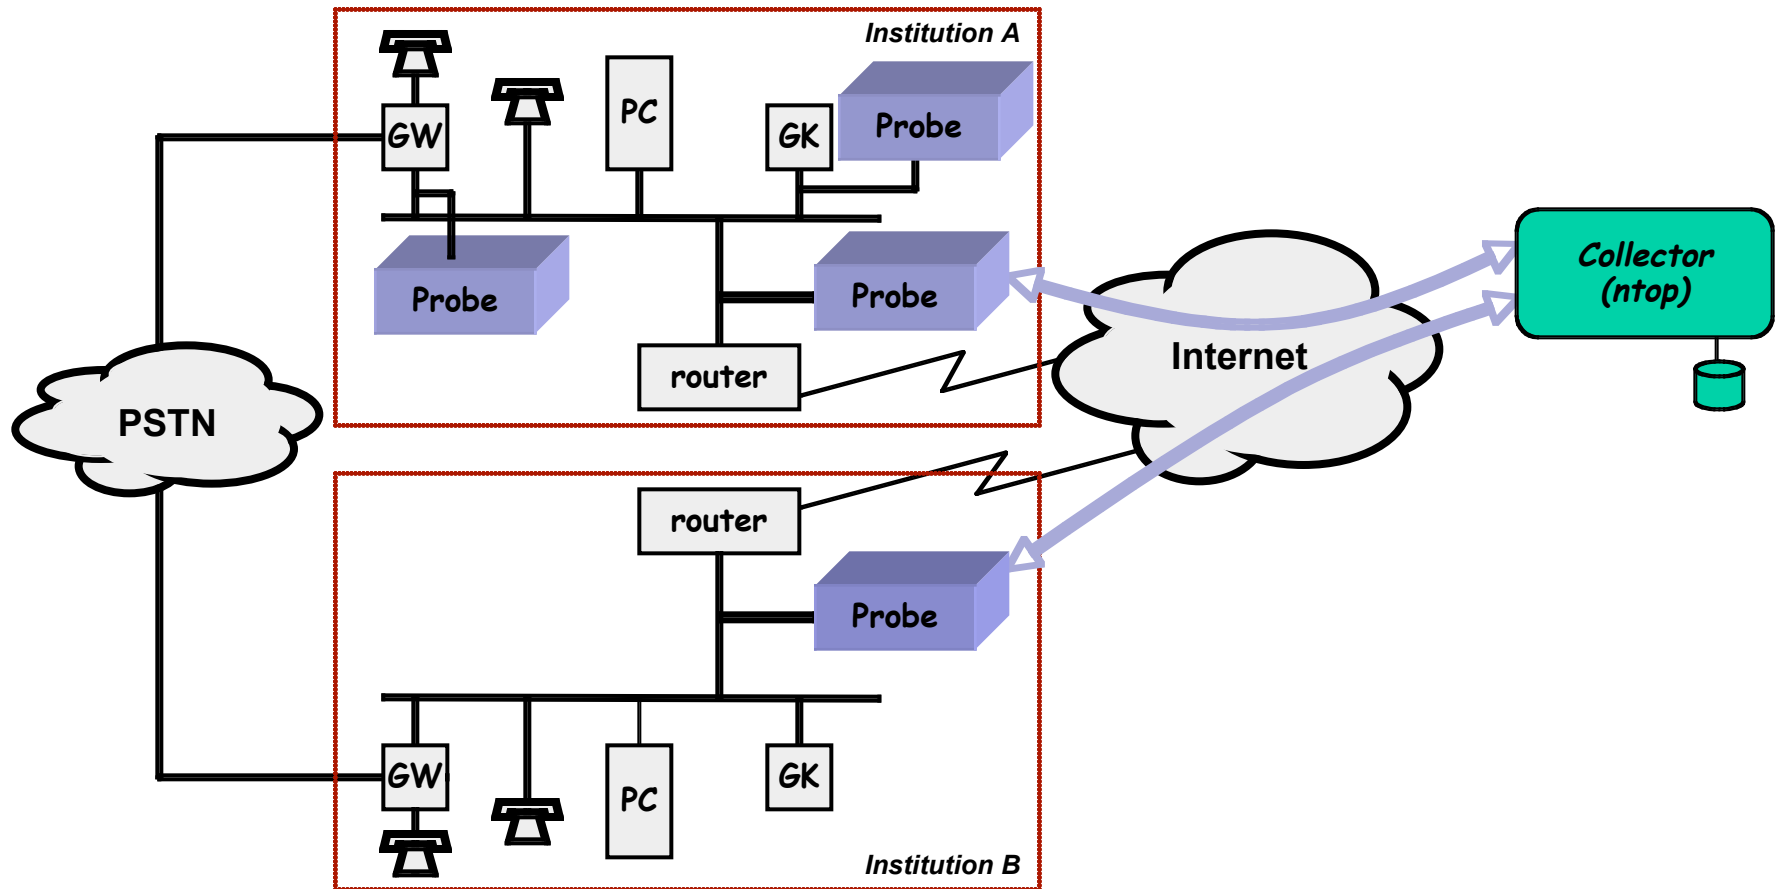 Institution A
GW
PC
GK
Probe
Probe
Probe
router
PSTN
Internet
Collector
(ntop)
router
Probe
GW
PC
GK
Institution B